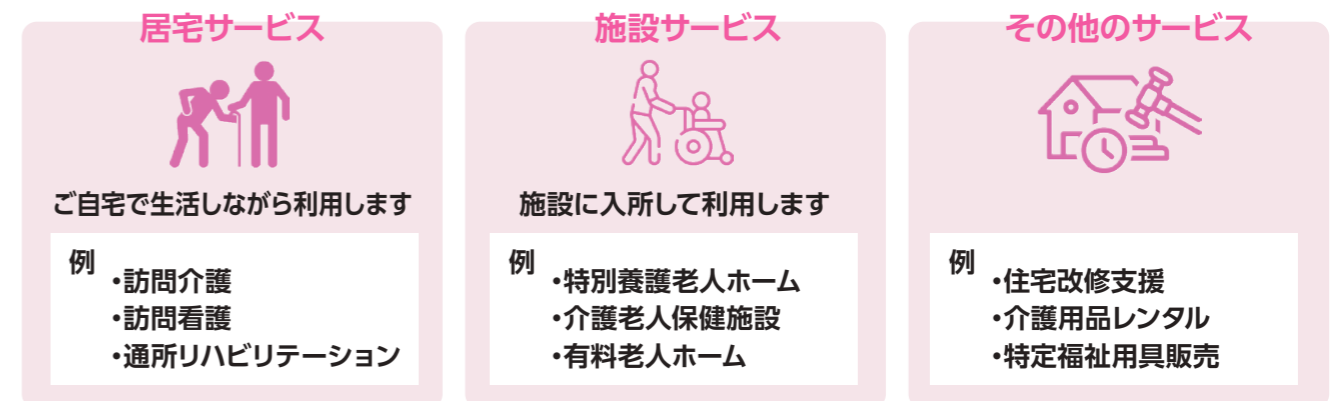 居宅サービス
ご自宅で生活しながら利用します
例
・訪問介護
・訪問看護
・通所リハビリテーション
施設サービス
施設に入所して利用します
例
・特別養護老人ホーム
・介護老人保健施設
・有料老人ホーム
その他のサービス
例
・住宅改修支援
・介護用品レンタル
・特定福祉用具販売